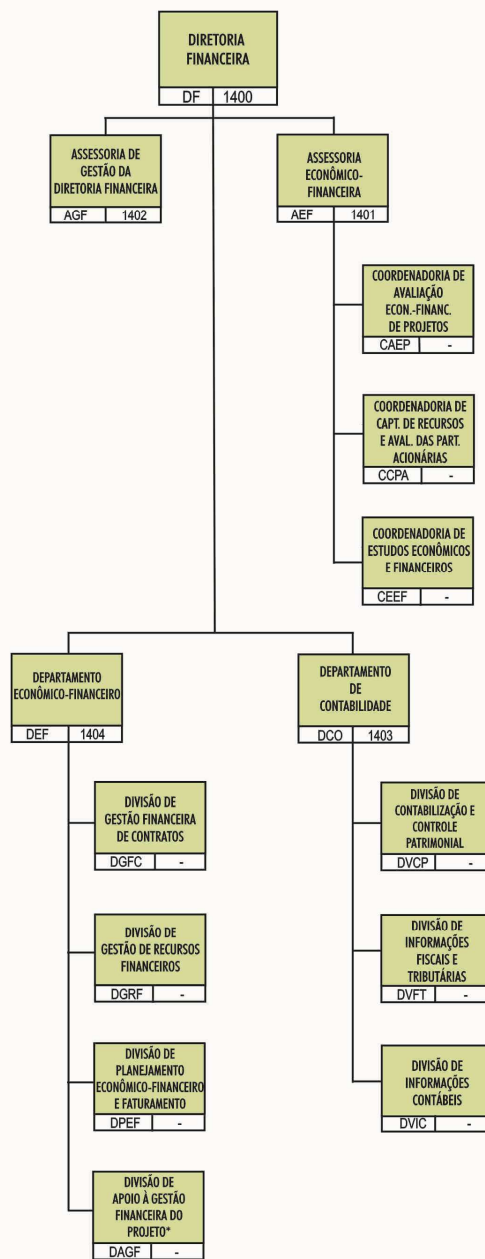 DIRETORIA
FINANCEIRA
DF 1400
ASSESSORIA DE
GESTÃO DA
DIRETORIA FINANCEIRA
AGF 1402
ASSESSORIA
ECONÔMICO-
FINANCEIRA
AEF 1401
COORDENADORIA DE
AVALIAÇÃO
ECON.-FINANC.
DE PROJETOS
CAEP -
COORDENADORIA DE
CAPT. DE RECURSOS
E AVAL. DAS PART.
ACIONÁRIAS
CCPA -
COORDENADORIA DE
ESTUDOS ECONÔMICOS
E FINANCEIROS
CEEF -
DEPARTAMENTO
ECONÔMICO-FINANCEIRO
DEF 1404
DIVISÃO DE
GESTÃO FINANCEIRA
DE CONTRATOS
DGFC -
DIVISÃO DE
GESTÃO DE RECURSOS
FINANCEIROS
DGRF -
DIVISÃO DE
PLANEJAMENTO
ECONÔMICO-FINANCEIRO
E FATURAMENTO
DPEF -
DIVISÃO DE
APOIO À GESTÃO
FINANCEIRA DO
PROJETO*
DAGF -
DEPARTAMENTO
DE
CONTABILIDADE
DCO 1403
DIVISÃO DE
CONTABILIZAÇÃO E
CONTROLE
PATRIMONIAL
DVCP -
DIVISÃO DE
INFORMAÇÕES
FISCAIS E
TRIBUTÁRIAS
DVFT -
DIVISÃO DE
INFORMAÇÕES
CONTÁBEIS
DVIC -